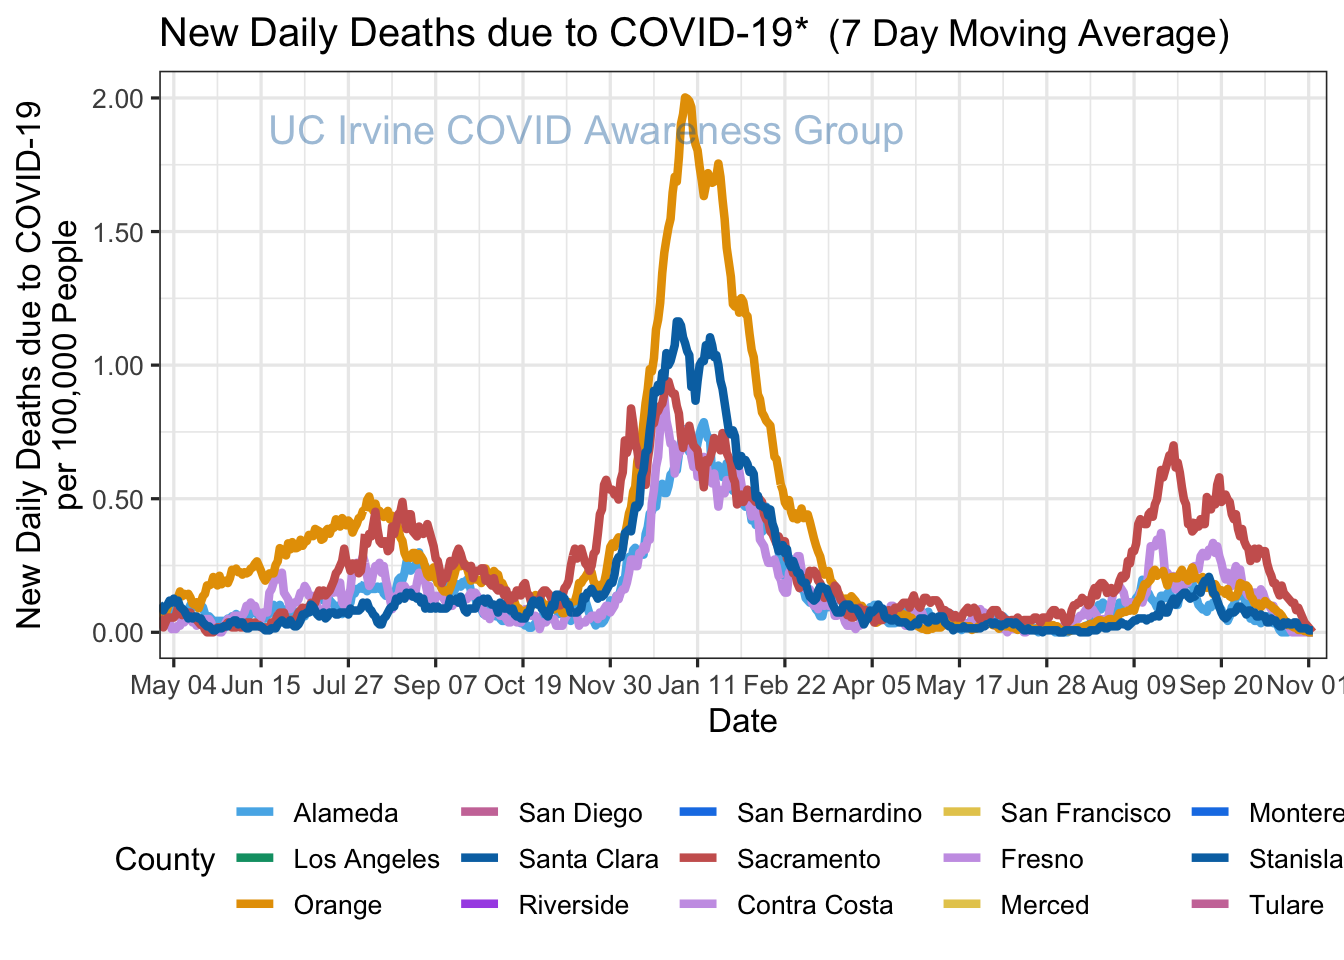 New Daily Deaths due to COVID-19* (7 Day Moving Average)
UC Irvine COVID Awareness Group
New Daily Deaths due to COVID-19
per 100,000 People
2.00
1.50
1.00
0.50
0.00
May 04 Jun 15 Jul 27 Sep 07 Oct 19 Nov 30 Jan 11 Feb 22 Apr 05 May 17 Jun 28 Aug 09 Sep 20 Nov 01
Date
County
Alameda San Diego San Bernardino San Francisco Montere
Los Angeles Santa Clara Sacramento Fresno Stanisla
Orange Riverside Contra Costa Merced Tulare